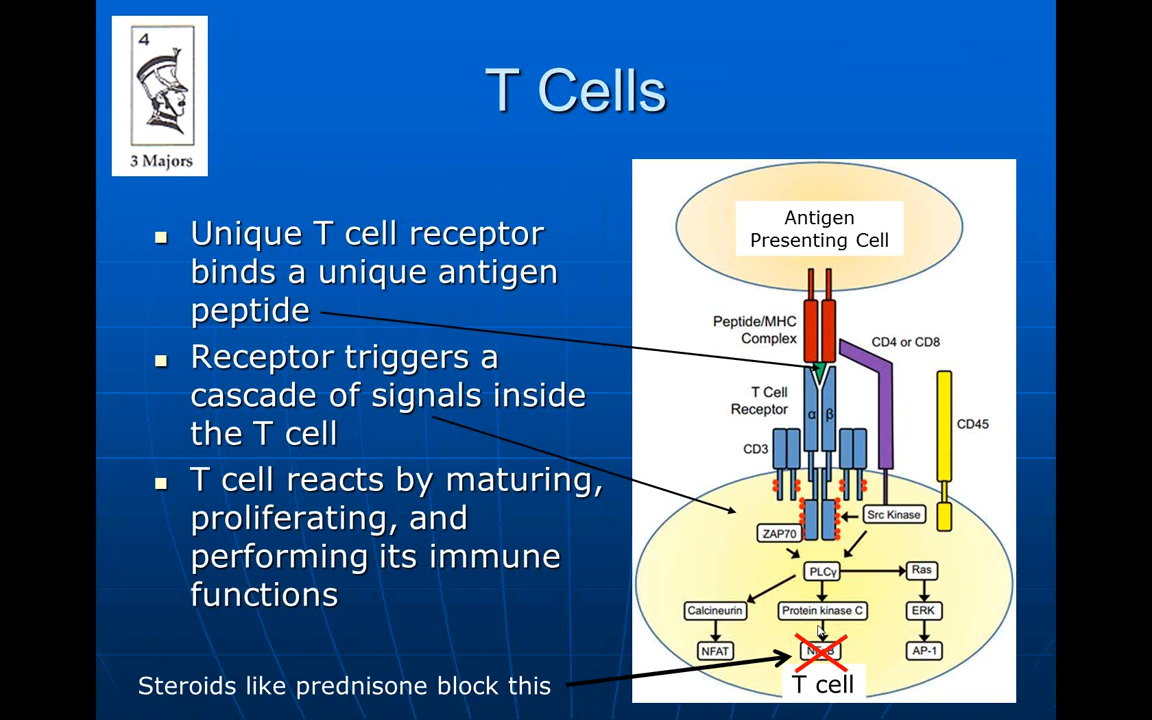 4
3 Majors
T Cells
Unique T cell receptor
binds a unique antigen
peptide
Receptor triggers a
cascade of signals inside
the T cell
T cell reacts by maturing,
proliferating, and
performing its immune
functions
Steroids like prednisone block this
Antigen
Presenting Cell
Peptide/MHC
Complex
CD4 or CD8
T Cell
Receptor
α
β
CD45
CD3
Src Kinase
ZAP70
PLCγ
Ras
Calcineurin
Protein kinase C
ERK
NFAT
AP-1
T cell